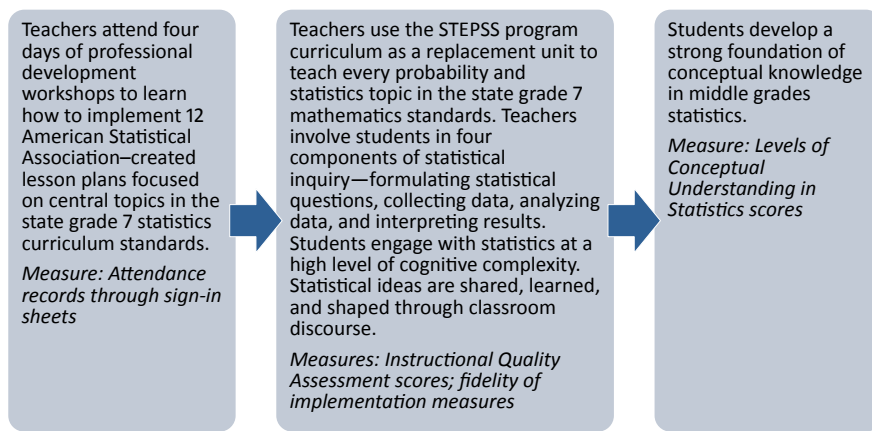 Teachers attend four
days of professional
development
workshops to learn
how to implement 12
American Statistical
Association–created
lesson plans focused
on central topics in the
state grade 7 statistics
curriculum standards.
Measure: Attendance
records through sign-in
sheets
Teachers use the STEPSS program
curriculum as a replacement unit to
teach every probability and
statistics topic in the state grade 7
mathematics standards. Teachers
involve students in four
components of statistical
inquiry—formulating statistical
questions, collecting data, analyzing
data, and interpreting results.
Students engage with statistics at a
high level of cognitive complexity.
Statistical ideas are shared, learned,
and shaped through classroom
discourse.
Measures: Instructional Quality
Assessment scores; fidelity of
implementation measures
Students develop a
strong foundation of
conceptual knowledge
in middle grades
statistics.
Measure: Levels of
Conceptual
Understanding in
Statistics scores